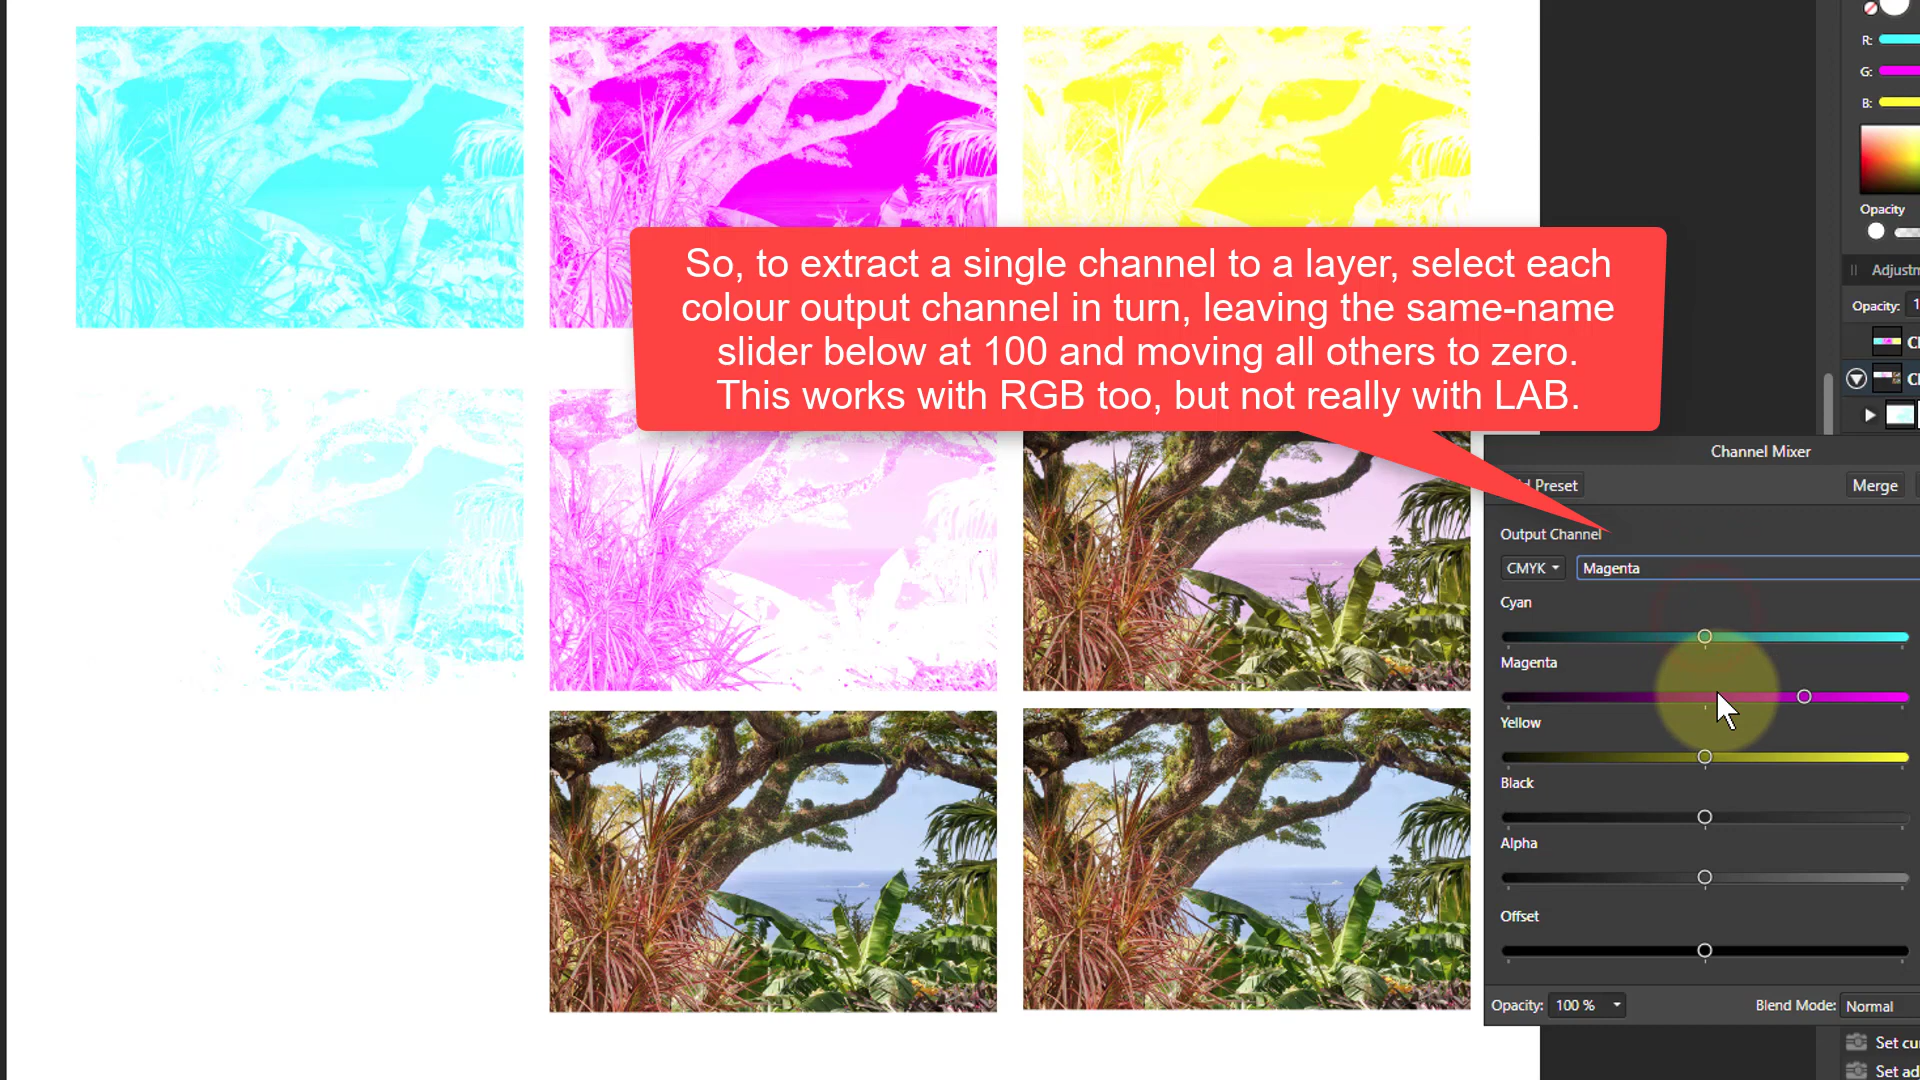 R:
G:
B:
Opacity
So, to extract a single channel to a layer, select each
colour output channel in turn, leaving the same-name
slider below at 100 and moving all others to zero.
This works with RGB too, but not really with LAB.
Opacity:
Channel Mixer
Preset
Merge
Output Channel
CMYK
Magenta
Cyan
Magenta
Yellow
Black
Alpha
Offset
Opacity: 100 %
Blend Mode: Normal
Set
Set